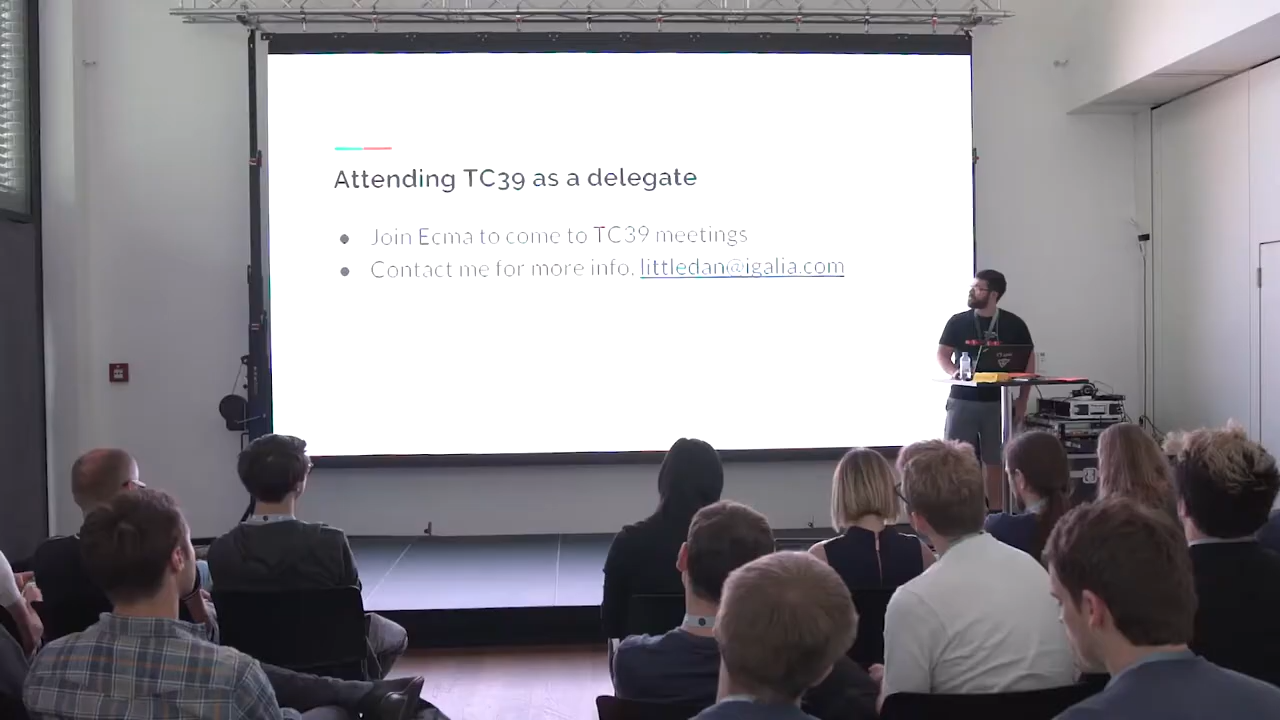 Attending TC39 as a delegate
● Join Ecma to come to TC39 meetings
● Contact me for more info, littledan@igalia.com